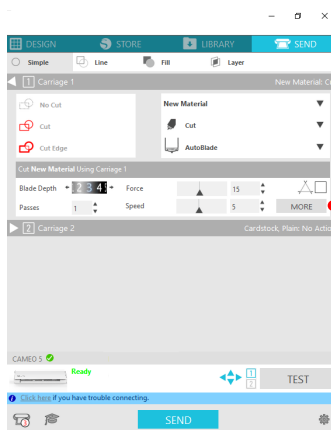 DESIGN STORE LIBRARY SEND
Simple Line Fill Layer
1 Carriage 1 New Material: Cu
No Cut New Material
Cut Cut
Cut Edge AutoBlade
Cut New Material Using Carriage 1
Blade Depth 2 3 4 Force 15
Passes 1 Speed 5 MORE
2 Carriage 2 Cardstock, Plain: No Actio
CAMEO 5
Ready
1
2
TEST
Click here if you have trouble connecting.
SEND